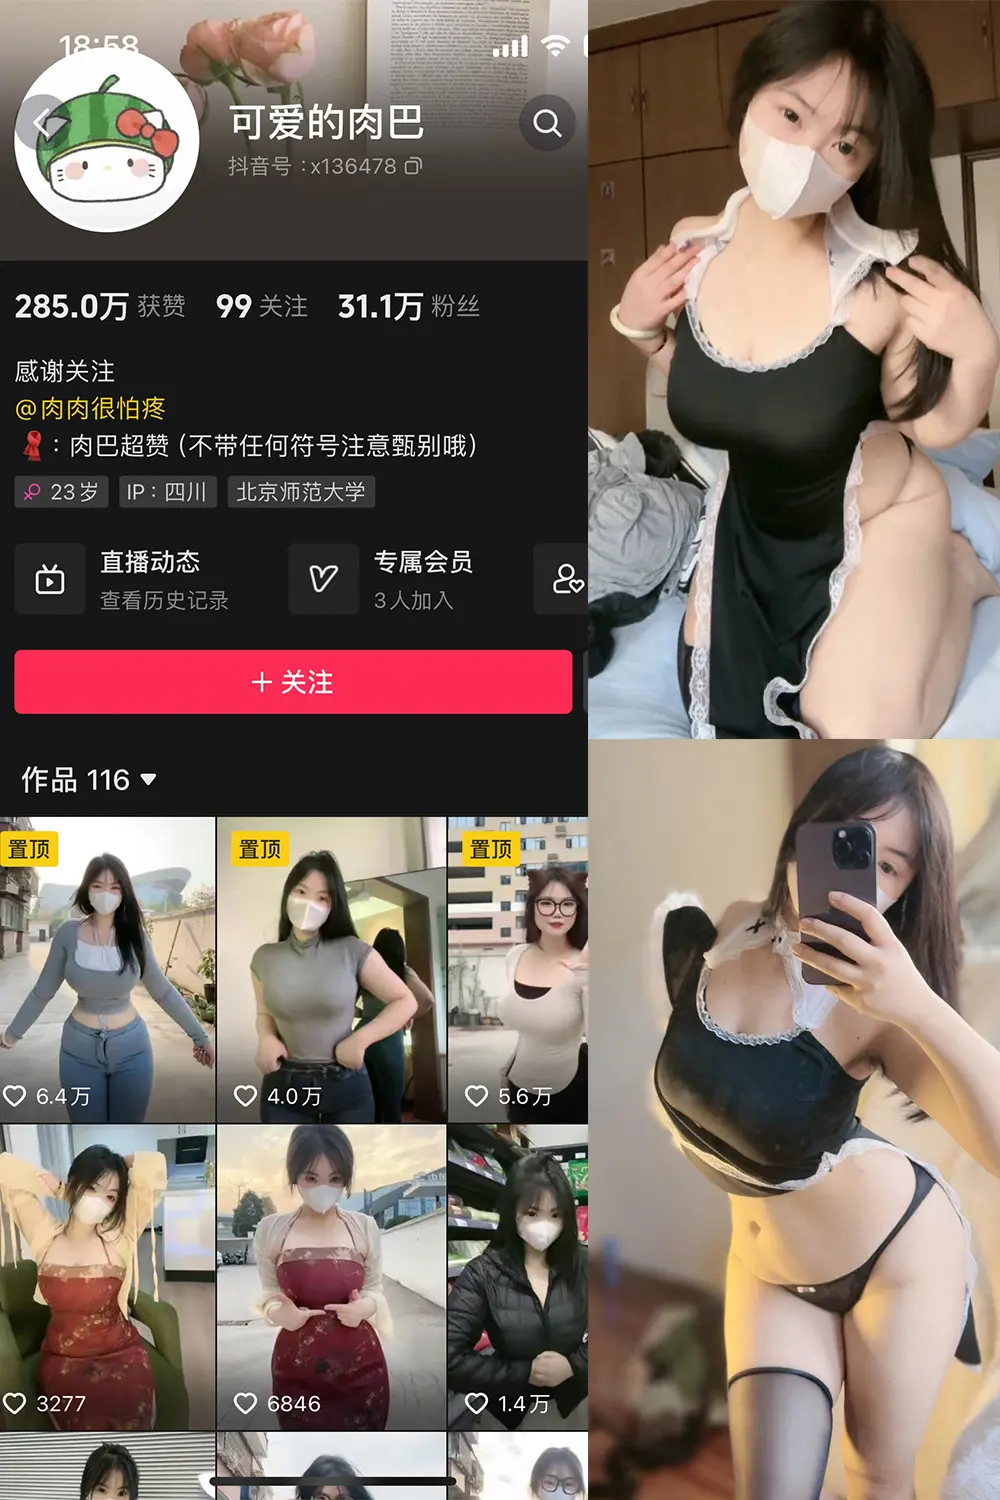 18:58
可爱的肉巴
抖音号：x136478
285.0万 获赞 99 关注 31.1万 粉丝
感谢关注
@肉肉很怕疼
：肉巴超赞 (不带任何符号注意甄别哦)
23岁 IP：四川 北京师范大学
直播动态
查看历史记录
专属会员
3人加入
+ 关注
作品 116
置顶 置顶 置顶
6.4万 4.0万 5.6万
3277 6846 1.4万